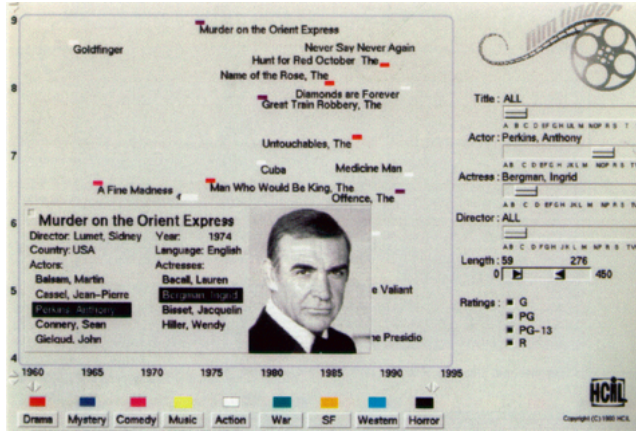 film finder
9
Murder on the Orient Express
Goldfinger
Never Say Never Again
Hunt for Red October The
8
Name of the Rose, The
Diamonds are Forever
Great Train Robbery, The
Untouchables, The
7
Cuba
Medicine Man
A Fine Madness
Man Who Would Be King, The
Offence, The
6
Murder on the Orient Express
Director: Lumet, Sidney
Year: 1974
Country: USA
Language: English
Actors:
Actresses:
Balsam, Martin
Bacall, Lauren
Cassel, Jean-Pierre
Bergman, Ingrid
Perkins, Anthony
Bisset, Jacquelin
Connery, Sean
Hiller, Wendy
Gielgud, John
5
e Valiant
ne Presidio
4
1960 1965 1970 1975 1980 1985 1990 1995
Drama Mystery Comedy Music Action War SF Western Horror
Title : ALL
Actor : Perkins, Anthony
Actress : Bergman, Ingrid
Director : ALL
Length : 59 276
0 450
Ratings :
G
PG
PG-13
R
HCIL
Copyright (C) 1993 HCIL